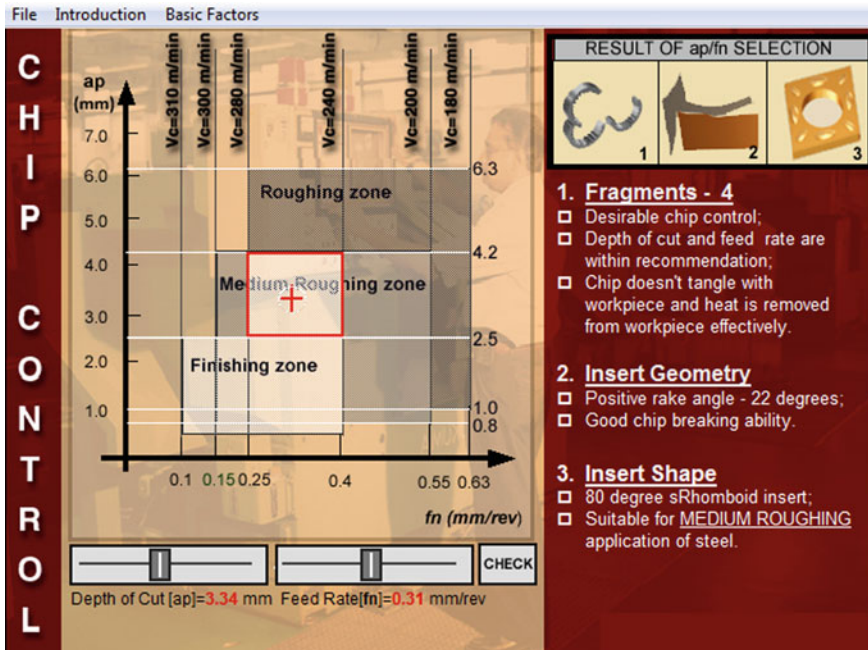 File Introduction Basic Factors
CHIP CONTROL
ap
(mm)
7.0
6.0
5.0
4.0
3.0
2.0
1.0
Vc=310 m/min
Vc=300 m/min
Vc=280 m/min
Vc=240 m/min
Vc=200 m/min
Vc=180 m/min
Roughing zone
Medium Roughing zone
Finishing zone
6.3
4.2
2.5
1.0
0.8
0.1 0.15 0.25 0.4 0.55 0.63
fn (mm/rev)
CHECK
Depth of Cut [ap]=3.34 mm Feed Rate[fn]=0.31 mm/rev
RESULT OF ap/fn SELECTION
1 2 3
1. Fragments - 4
Desirable chip control;
Depth of cut and feed rate are
within recommendation;
Chip doesn't tangle with
workpiece and heat is removed
from workpiece effectively.
2. Insert Geometry
Positive rake angle - 22 degrees;
Good chip breaking ability.
3. Insert Shape
80 degree sRhomboid insert;
Suitable for MEDIUM ROUGHING
application of steel.